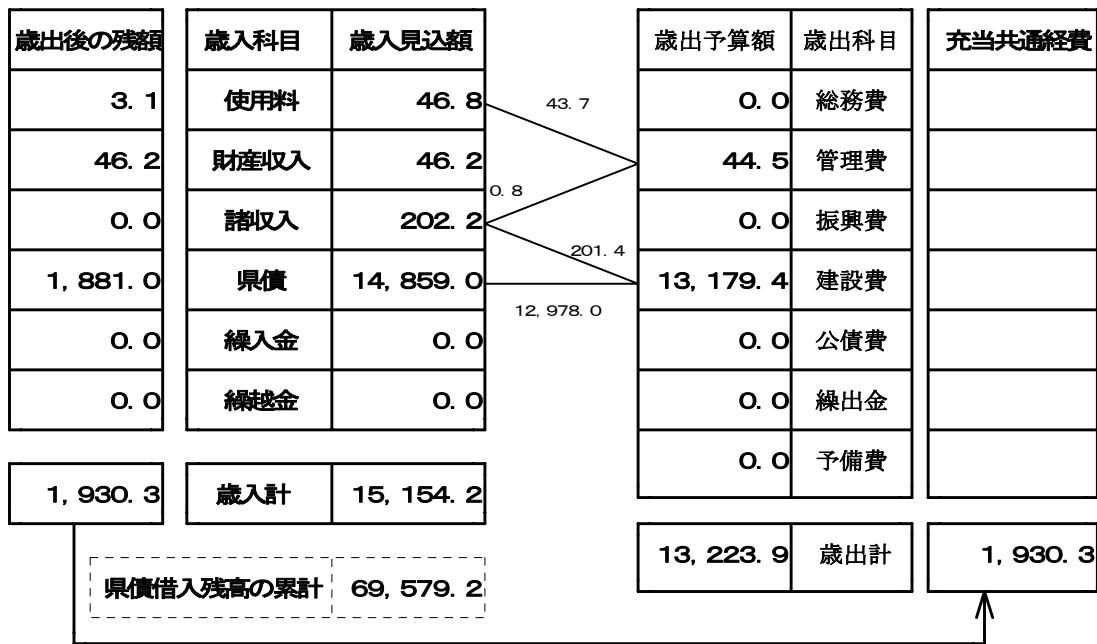 歳出後の残額 歳入科目 歳入見込額 歳出予算額 歳出科目 充当共通経費
3.1 使用料 46.8 43.7 0.0 総務費
46.2 財産収入 46.2 44.5 管理費
0.8
0.0 諸収入 202.2 0.0 振興費
201.4
1,881.0 県債 14,859.0 13,179.4 建設費
12,978.0
0.0 繰入金 0.0 0.0 公債費
0.0 繰越金 0.0 0.0 繰出金
0.0 予備費
1,930.3 歳入計 15,154.2
13,223.9 歳出計 1,930.3
県債借入残高の累計 69,579.2